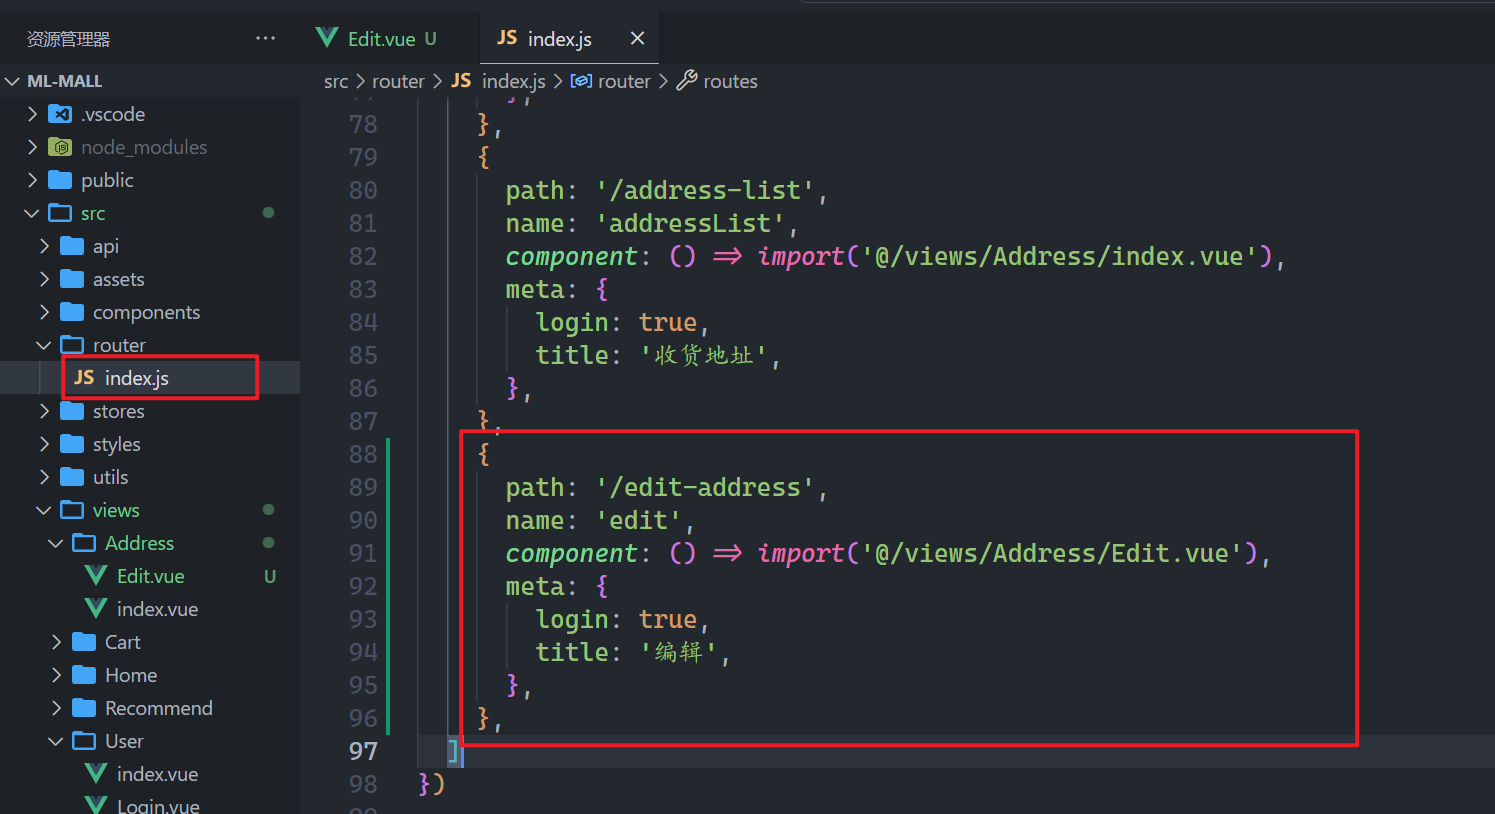 资源管理器 ···
Edit.vue U
JS index.js ×
ML-MALL
src > router > JS index.js > router > routes
.vscode
node_modules
public
src
api
assets
components
router
JS index.js
stores
styles
utils
views
Address
Edit.vue U
index.vue
Cart
Home
Recommend
User
index.vue
Login.vue
78 },
79 {
80 path: '/address-list',
81 name: 'addressList',
82 component: () => import('@/views/Address/index.vue'),
83 meta: {
84 login: true,
85 title: '收货地址',
86 },
87 },
88 {
89 path: '/edit-address',
90 name: 'edit',
91 component: () => import('@/views/Address/Edit.vue'),
92 meta: {
93 login: true,
94 title: '编辑',
95 },
96 },
97 ]
98 })